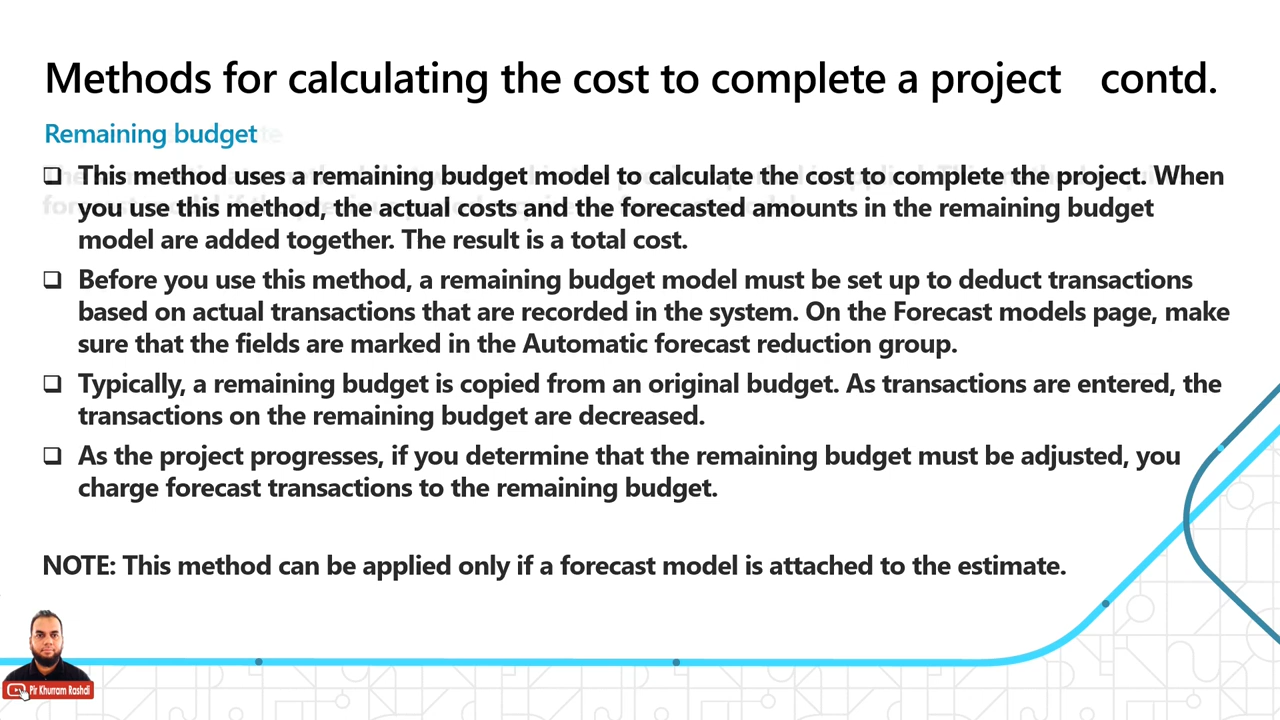 Methods for calculating the cost to complete a project contd.
Remaining budget
❑ This method uses a remaining budget model to calculate the cost to complete the project. When
you use this method, the actual costs and the forecasted amounts in the remaining budget
model are added together. The result is a total cost.
❑ Before you use this method, a remaining budget model must be set up to deduct transactions
based on actual transactions that are recorded in the system. On the Forecast models page, make
sure that the fields are marked in the Automatic forecast reduction group.
❑ Typically, a remaining budget is copied from an original budget. As transactions are entered, the
transactions on the remaining budget are decreased.
❑ As the project progresses, if you determine that the remaining budget must be adjusted, you
charge forecast transactions to the remaining budget.
NOTE: This method can be applied only if a forecast model is attached to the estimate.
Pir Khurram Rashdi